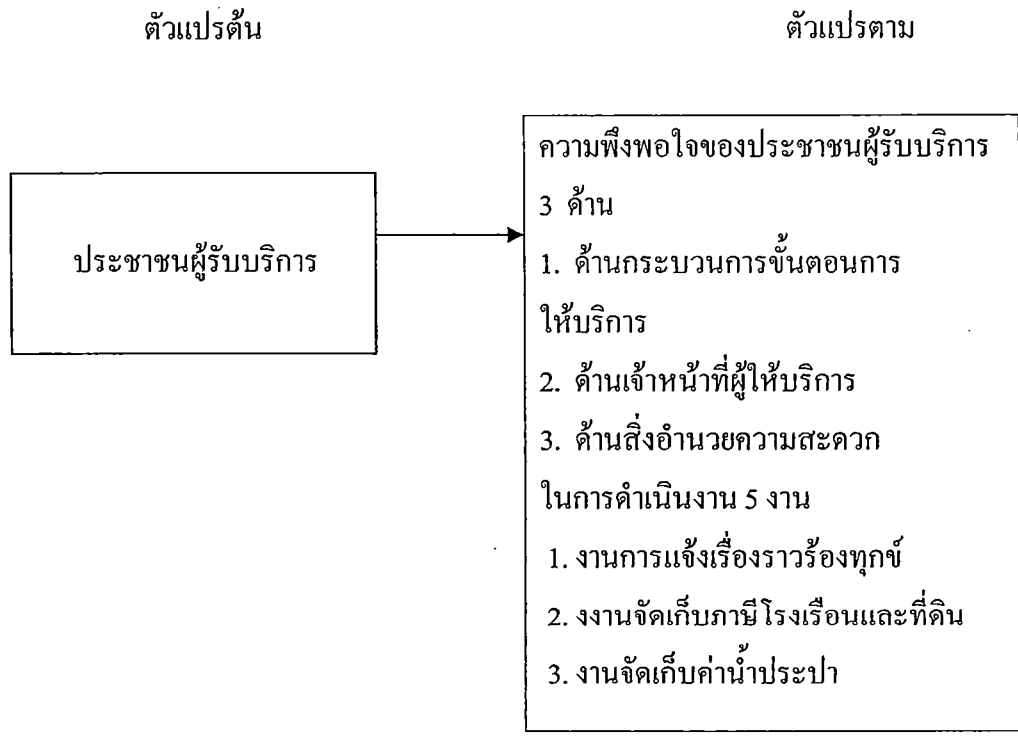 ตัวแปรต้น
ตัวแปรตาม
ประชาชนผู้รับบริการ
ความพึงพอใจของประชาชนผู้รับบริการ
3 ด้าน
1. ด้านกระบวนการขั้นตอนการ
ให้บริการ
2. ด้านเจ้าหน้าที่ผู้ให้บริการ
3. ด้านสิ่งอำนวยความสะดวก
ในการดำเนินงาน 5 งาน
1. งานการแจ้งเรื่องราวร้องทุกข์
2. งงานจัดเก็บภาษีโรงเรือนและที่ดิน
3. งานจัดเก็บค่าน้ำประปา